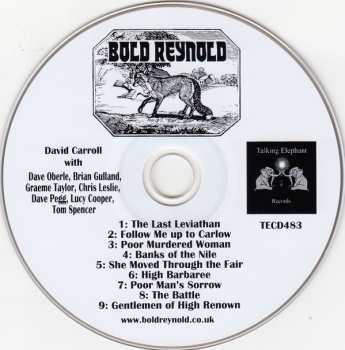 BOLD REYNOLD
David Carroll
with
Dave Oberle, Brian Gulland,
Graeme Taylor, Chris Leslie,
Dave Pegg, Lucy Cooper,
Tom Spencer
Talking Elephant
Records
TECD483
1: The Last Leviathan
2: Follow Me up to Carlow
3: Poor Murdered Woman
4: Banks of the Nile
5: She Moved Through the Fair
6: High Barbaree
7: Poor Man's Sorrow
8: The Battle
9: Gentlemen of High Renown
www.boldreynold.co.uk